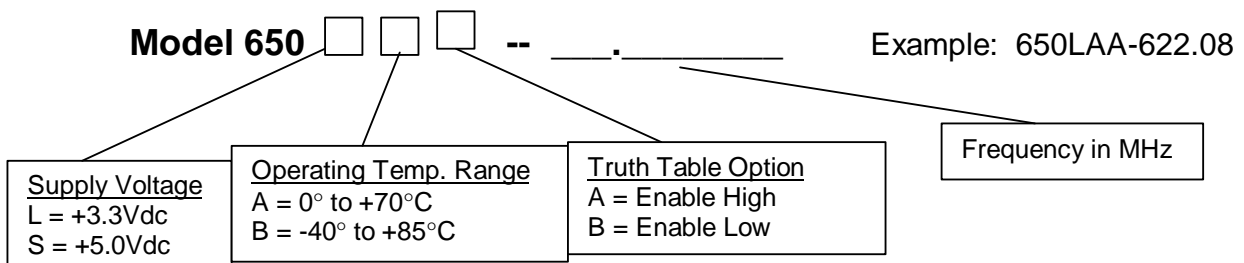 Model 650 □ □ □ -- ___.________ Example: 650LAA-622.08
Frequency in MHz
Supply Voltage
L = +3.3Vdc
S = +5.0Vdc
Operating Temp. Range
A = 0° to +70°C
B = -40° to +85°C
Truth Table Option
A = Enable High
B = Enable Low